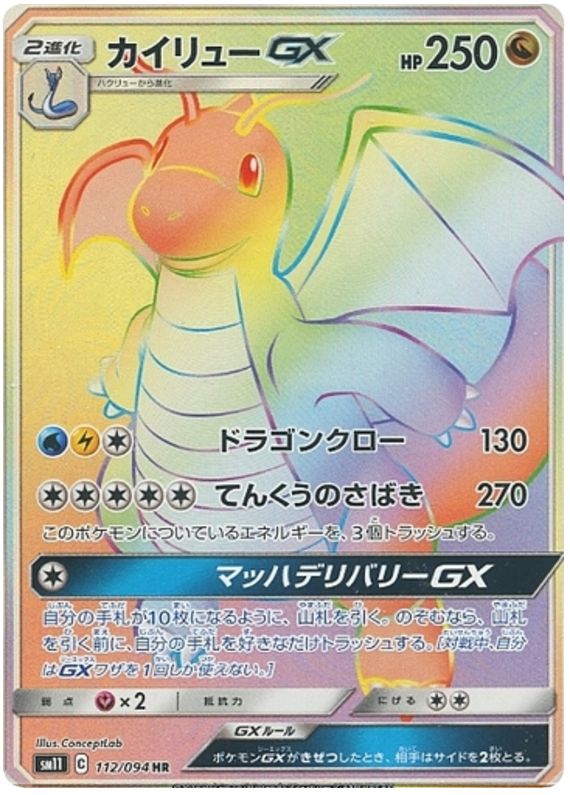 2進化 カイリューGX HP250
ハクリューから進化
ドラゴンクロー 130
てんくうのさばき 270
このポケモンについているエネルギーを、3個トラッシュする。
マッハデリバリーGX
自分の手札が10枚になるように、山札を引く。のぞむなら、山札
を引く前に、自分の手札を好きなだけトラッシュする。[対戦中、自分
はGXワザを1回しか使えない。]
弱点 ×2 抵抗力 にげる
GXルール
Illus.ConceptLab
ポケモンGXがきぜつしたとき、相手はサイドを2枚とる。
SM11 C 112/094 HR